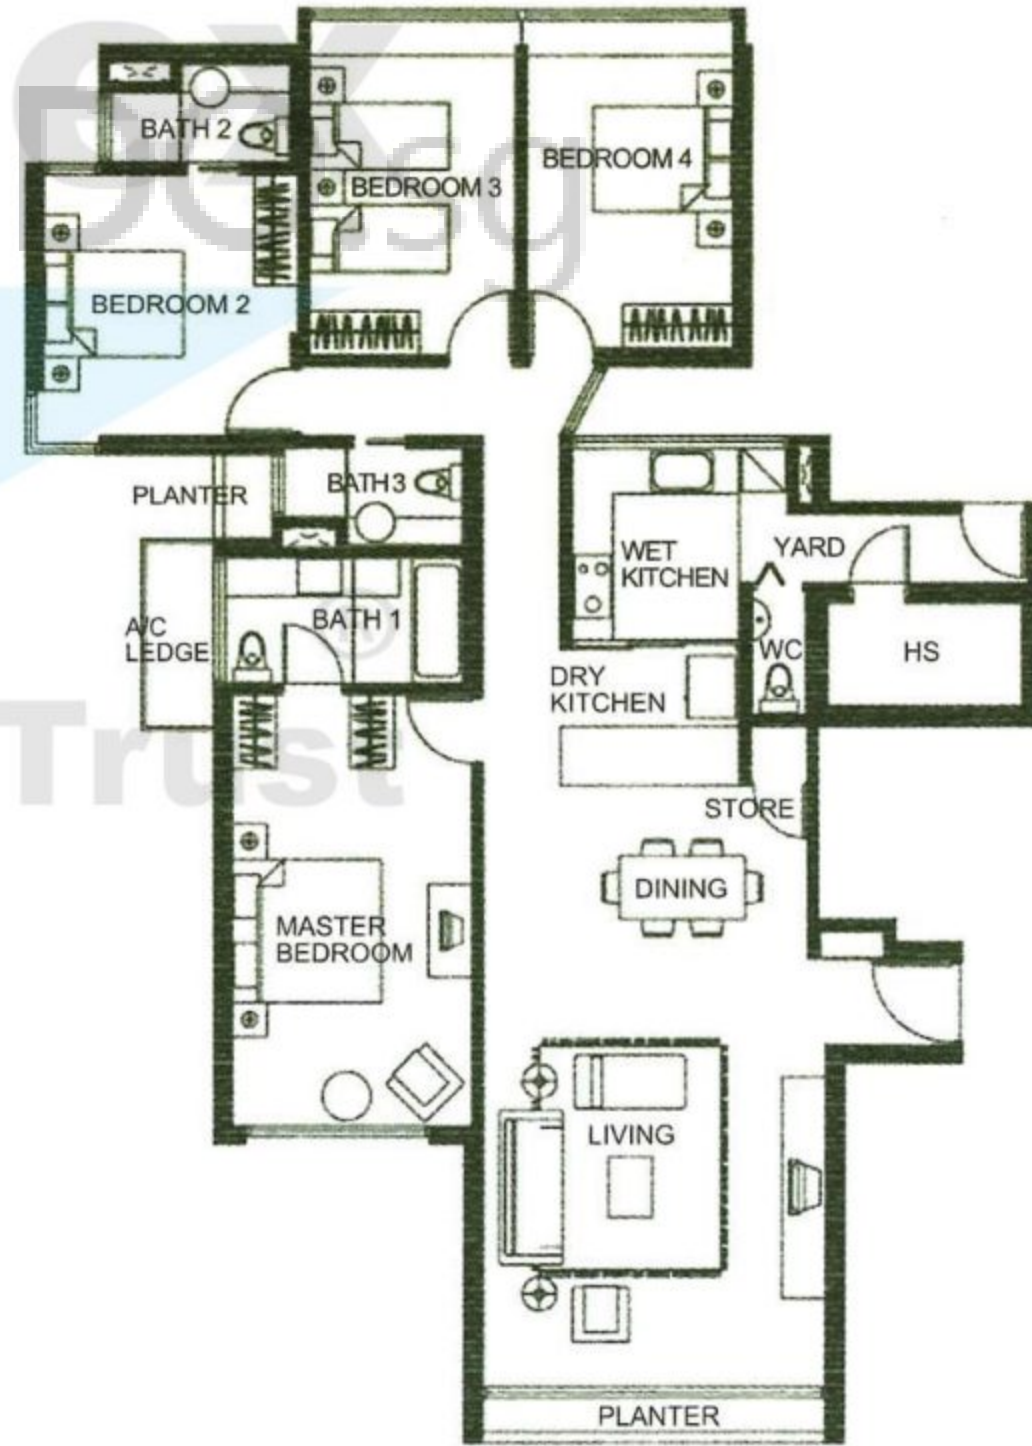 BATH 2
BEDROOM 3
BEDROOM 4
BEDROOM 2
PLANTER
BATH 3
WET
KITCHEN
YARD
A/C
LEDGE
BATH 1
DRY
KITCHEN
WC
HS
STORE
DINING
MASTER
BEDROOM
LIVING
PLANTER
Trust